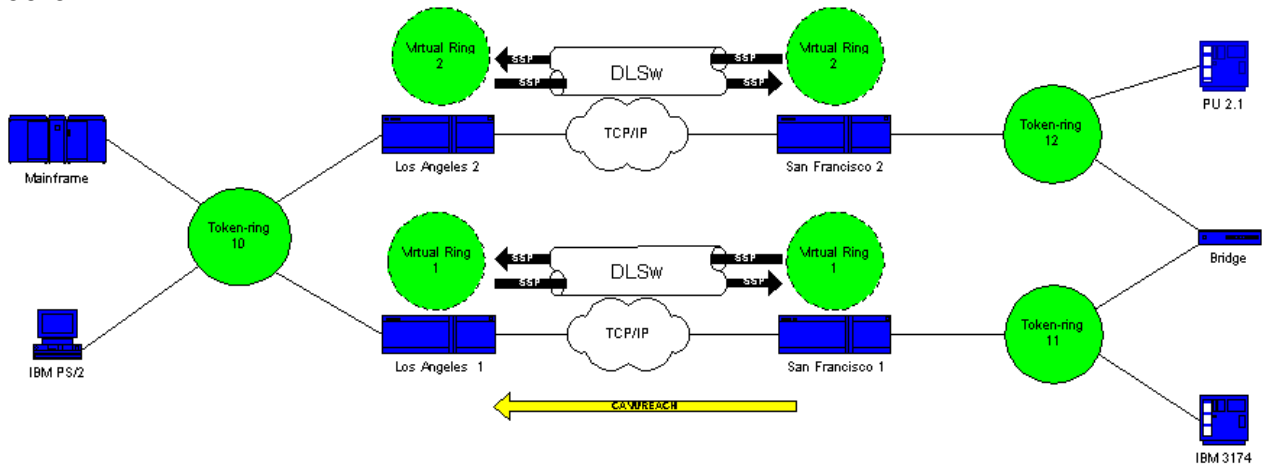 Virtual Ring
2
SSP
SSP
DLSw
SSP
SSP
Virtual Ring
2
PU 2.1
Mainframe
Los Angeles 2
TCP/IP
San Francisco 2
Token-ring
12
Token-ring
10
Virtual Ring
1
SSP
SSP
DLSw
SSP
SSP
Virtual Ring
1
Bridge
IBM PS/2
Los Angeles 1
TCP/IP
San Francisco 1
Token-ring
11
CANUREACH
IBM 3174